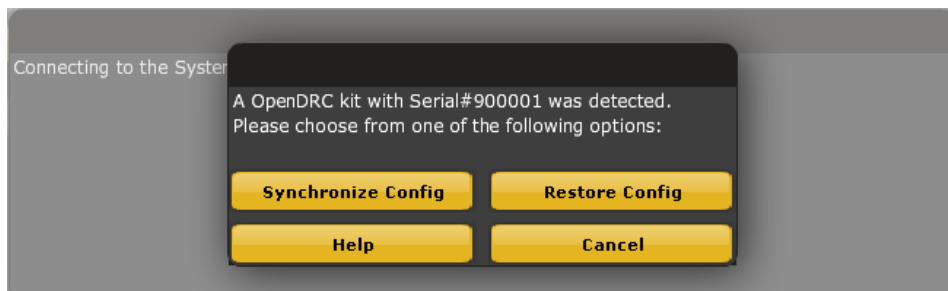 Connecting to the System
A OpenDRC kit with Serial#900001 was detected.
Please choose from one of the following options:
Synchronize Config
Restore Config
Help
Cancel